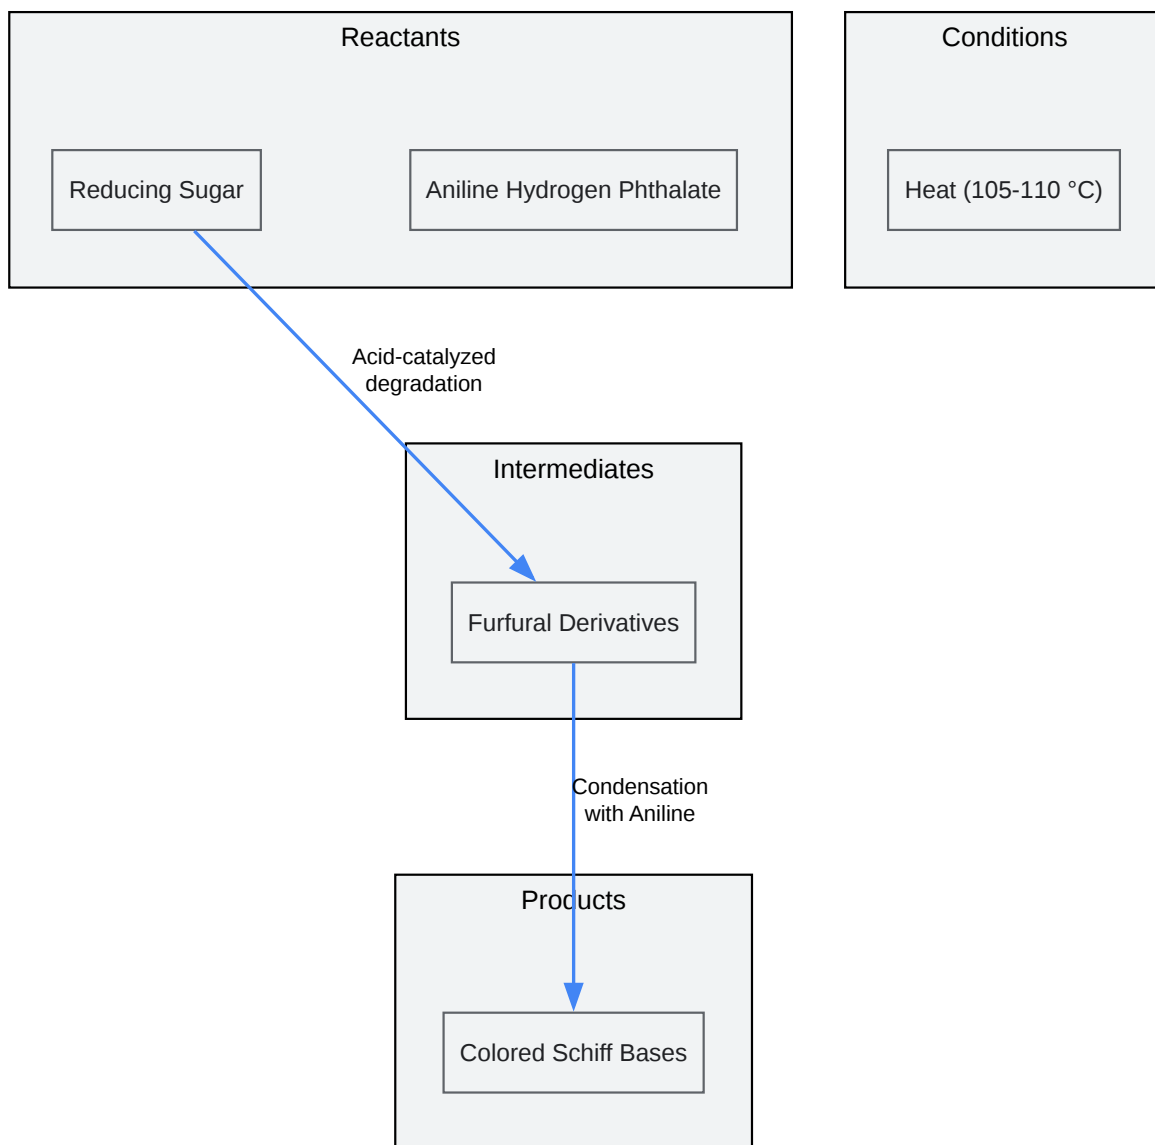 Reactants
Conditions
Reducing Sugar
Aniline Hydrogen Phthalate
Heat (105-110 °C)
Acid-catalyzed
degradation
Intermediates
Furfural Derivatives
Condensation
with Aniline
Products
Colored Schiff Bases